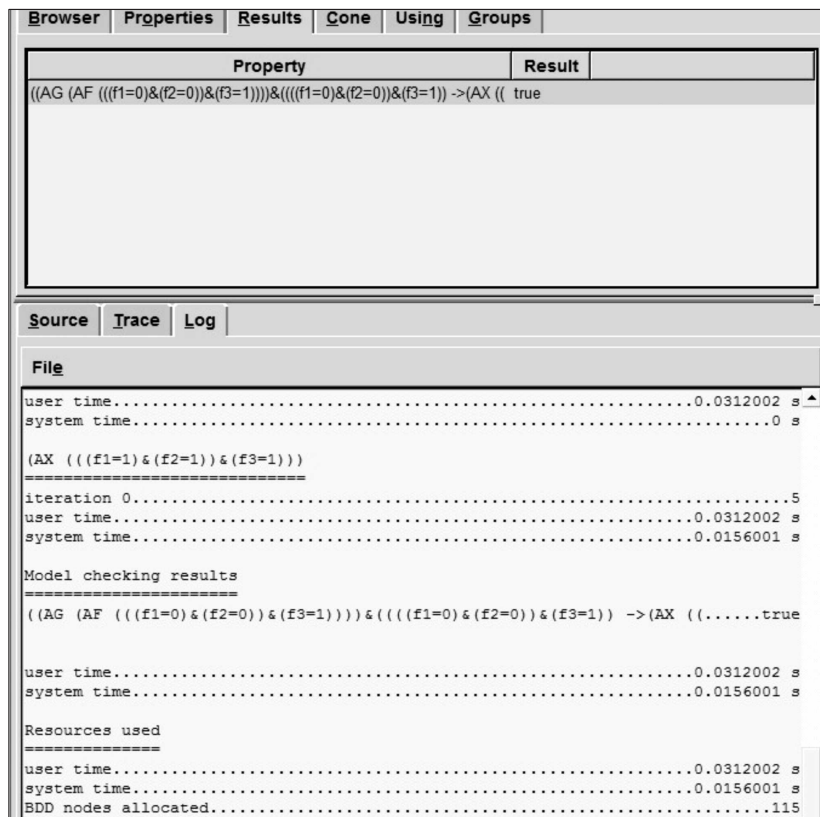 Browser Properties Results Cone Using Groups
Property Result
((AG (AF (((f1=0)&(f2=0))&(f3=1))))&((((f1=0)&(f2=0))&(f3=1)) ->(AX (( true
Source Trace Log
File
user time............................................................0.0312002 s
system time..................................................................0 s
(AX (((f1=1)&(f2=1))&(f3=1)))
=============================
iteration 0....................................................................5
user time............................................................0.0312002 s
system time..........................................................0.0156001 s
Model checking results
======================
((AG (AF (((f1=0)&(f2=0))&(f3=1))))&((((f1=0)&(f2=0))&(f3=1)) ->(AX ((......true
user time............................................................0.0312002 s
system time..........................................................0.0156001 s
Resources used
==============
user time............................................................0.0312002 s
system time..........................................................0.0156001 s
BDD nodes allocated..........................................................115